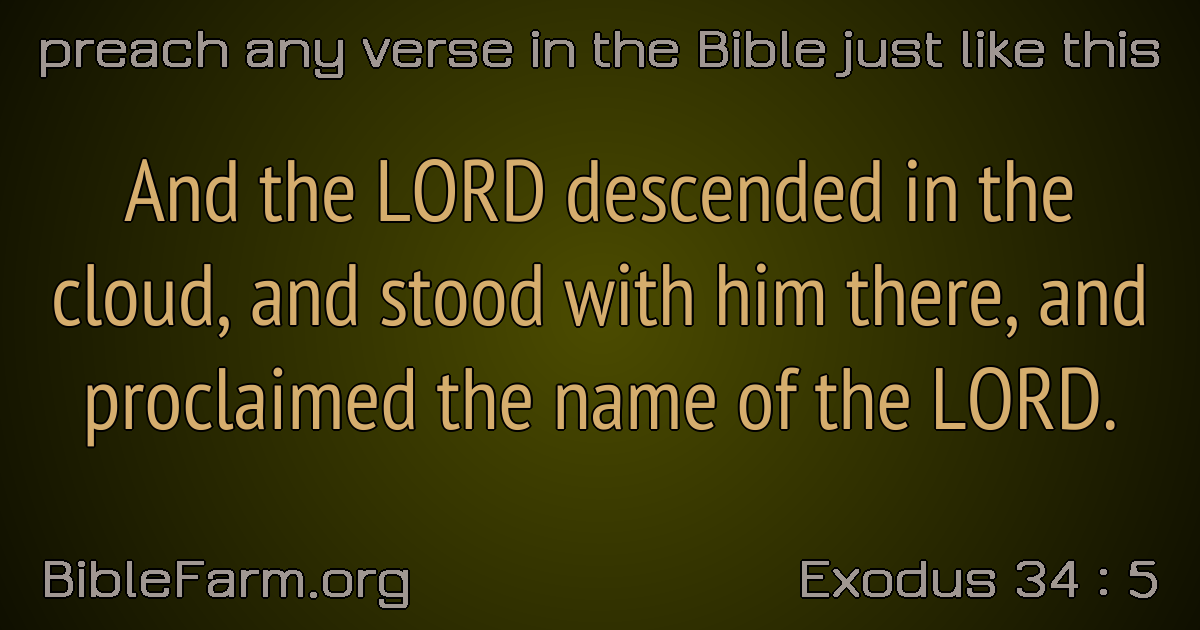 preach any verse in the Bible just like this
And the LORD descended in the
cloud, and stood with him there, and
proclaimed the name of the LORD.
BibleFarm.org
Exodus 34 : 5